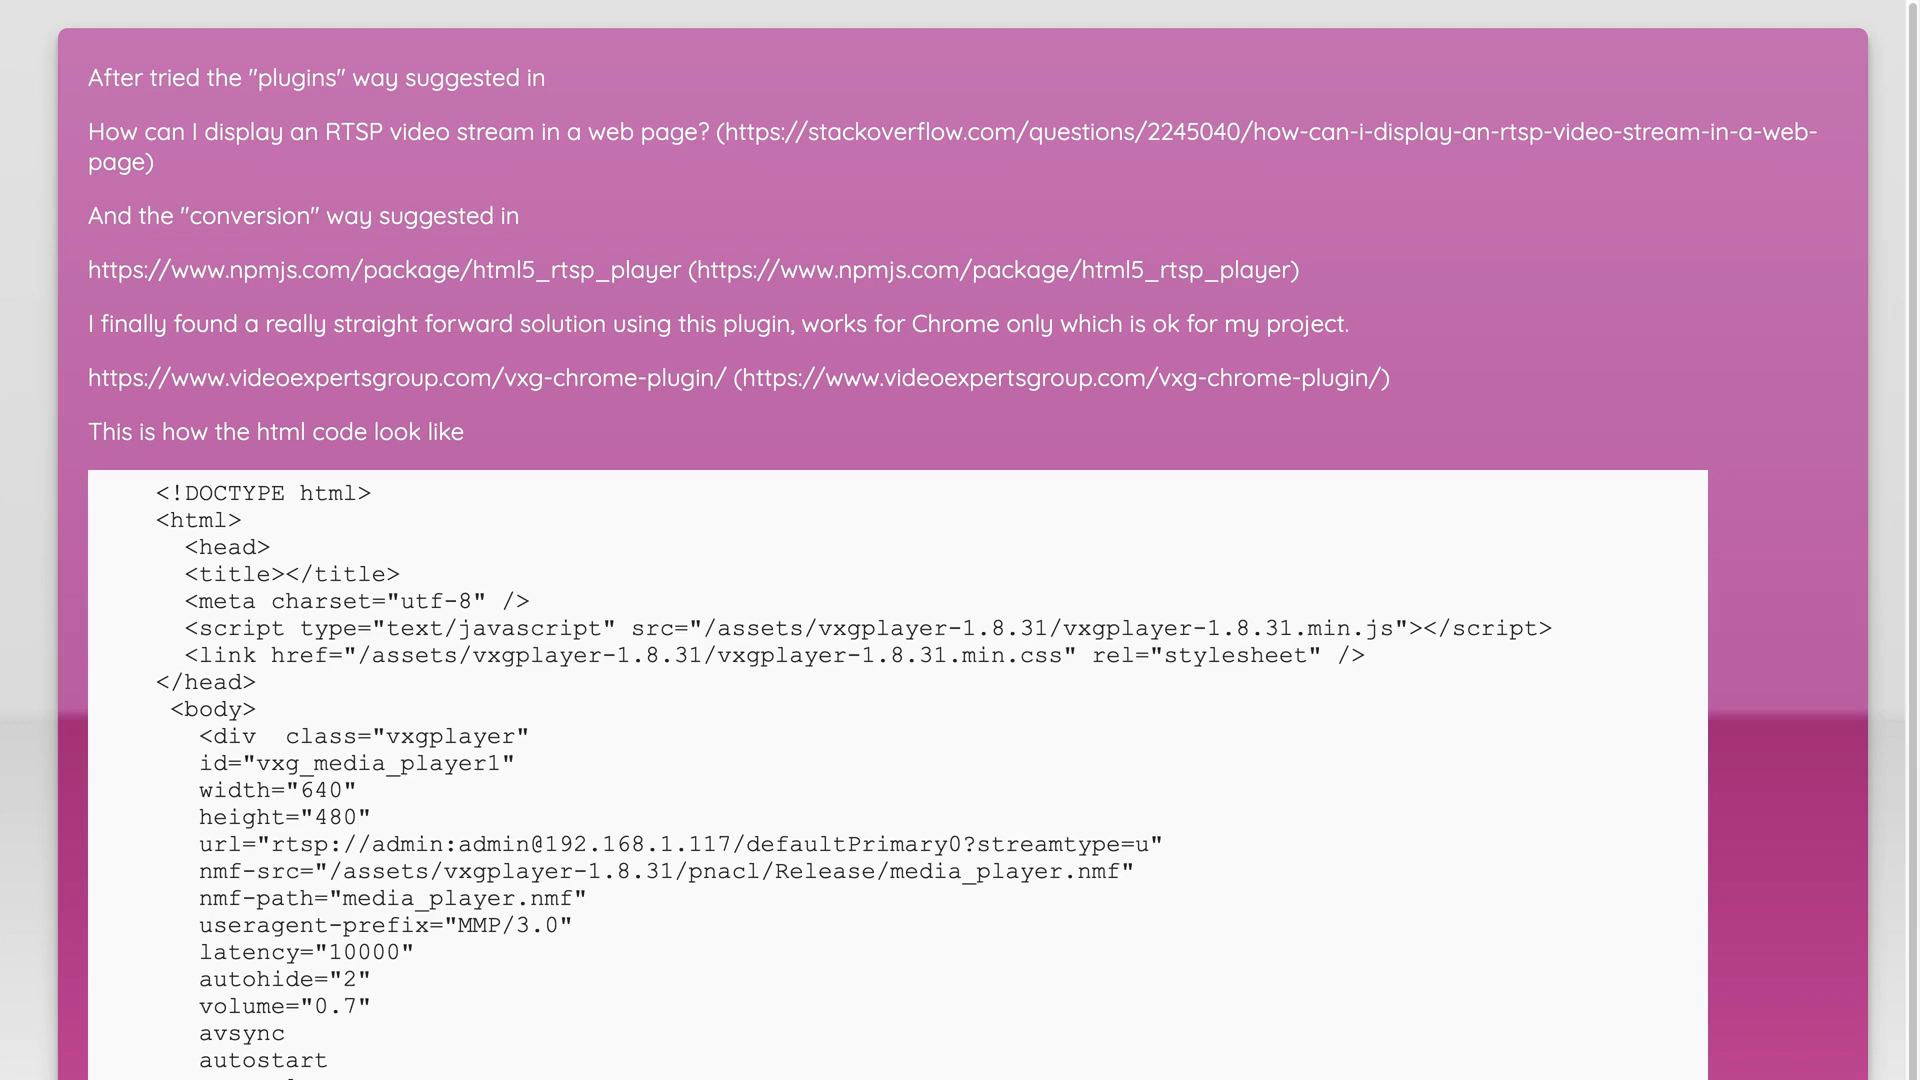 After tried the "plugins" way suggested in
How can I display an RTSP video stream in a web page? (https://stackoverflow.com/questions/2245040/how-can-i-display-an-rtsp-video-stream-in-a-web-
page)
And the "conversion" way suggested in
https://www.npmjs.com/package/html5_rtsp_player (https://www.npmjs.com/package/html5_rtsp_player)
I finally found a really straight forward solution using this plugin, works for Chrome only which is ok for my project.
https://www.videoexpertsgroup.com/vxg-chrome-plugin/ (https://www.videoexpertsgroup.com/vxg-chrome-plugin/)
This is how the html code look like
<!DOCTYPE html>
<html>
<head>
<title></title>
<meta charset="utf-8" />
<script type="text/javascript" src="/assets/vxgplayer-1.8.31/vxgplayer-1.8.31.min.js"></script>
<link href="/assets/vxgplayer-1.8.31/vxgplayer-1.8.31.min.css" rel="stylesheet" />
</head>
<body>
<div  class="vxgplayer"
id="vxg_media_player1"
width="640"
height="480"
url="rtsp://admin:admin@192.168.1.117/defaultPrimary0?streamtype=u"
nmf-src="/assets/vxgplayer-1.8.31/pnacl/Release/media_player.nmf"
nmf-path="media_player.nmf"
useragent-prefix="MMP/3.0"
latency="10000"
autohide="2"
volume="0.7"
avsync
autostart